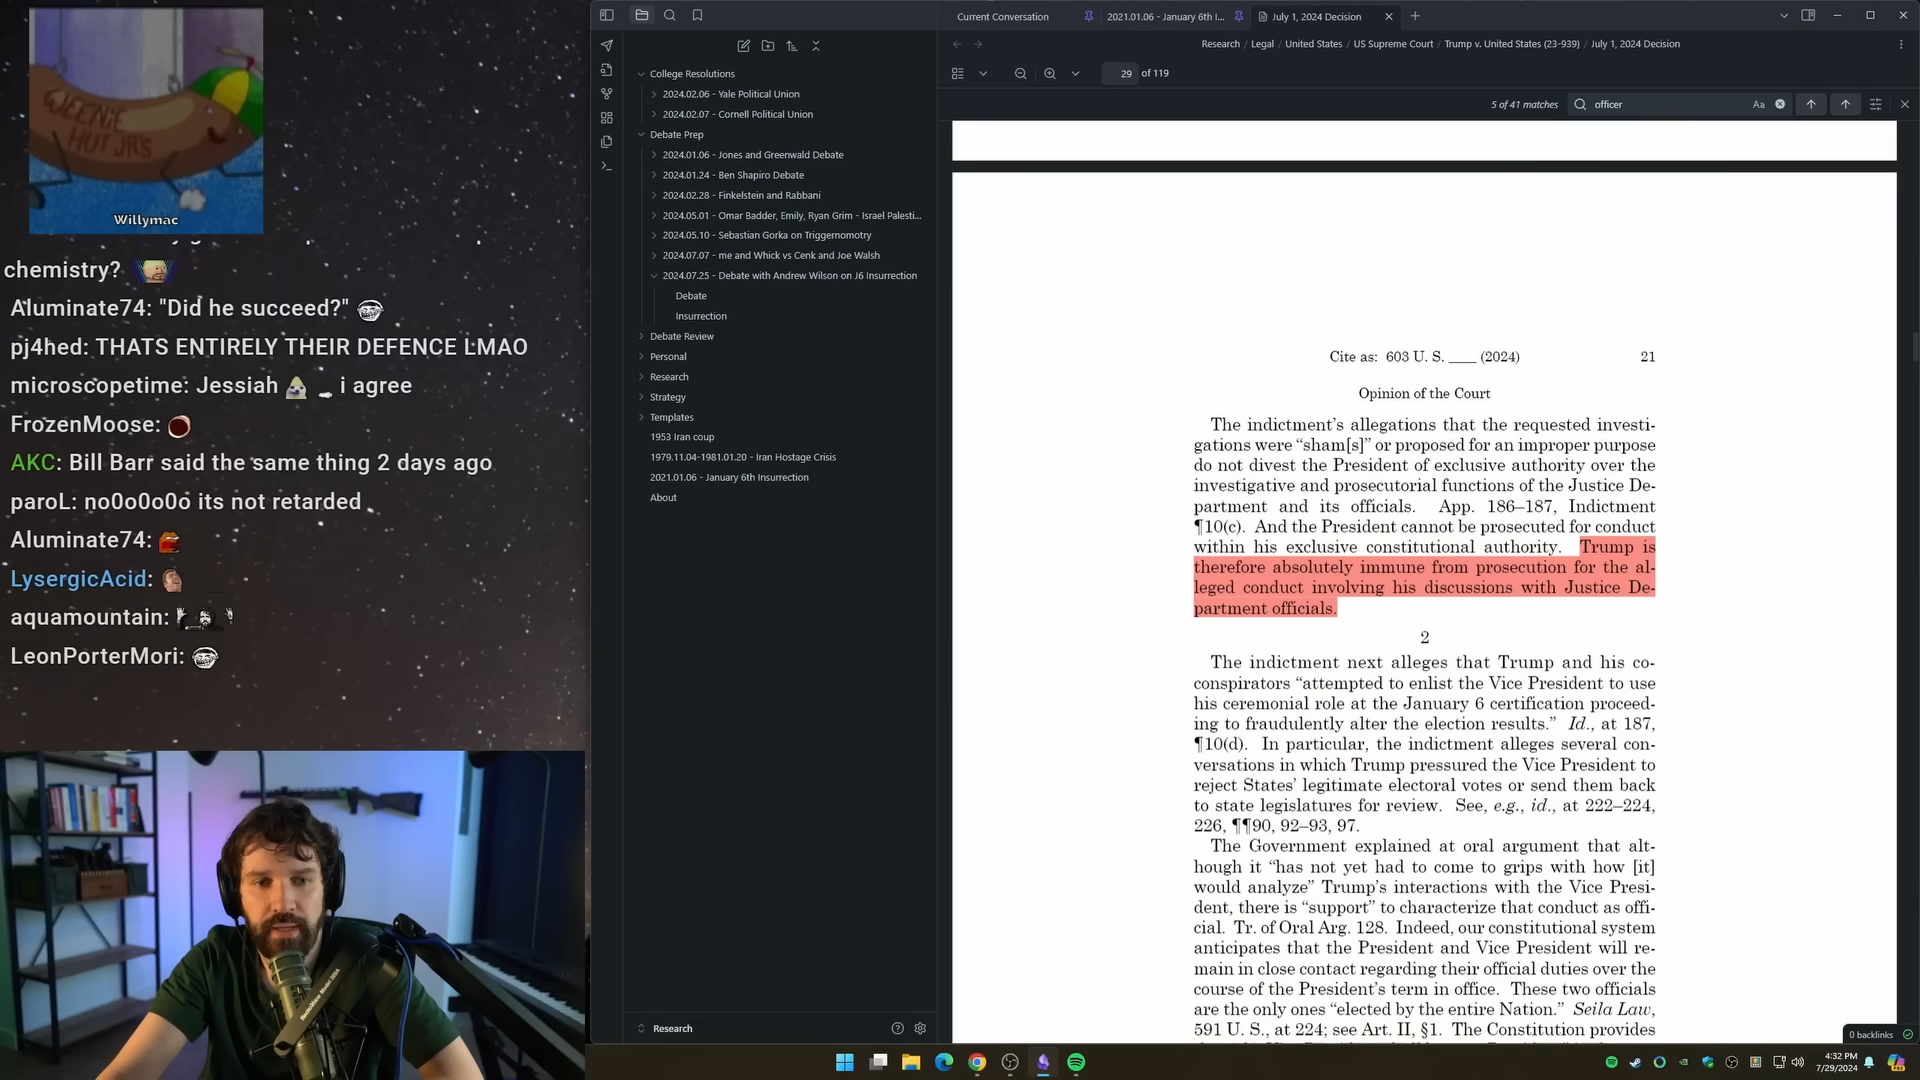 WEENIE
HUT JR'S
Willymac
chemistry?
Aluminate74: "Did he succeed?"
pj4hed: THATS ENTIRELY THEIR DEFENCE LMAO
microscopetime: Jessiah i agree
FrozenMoose:
AKC: Bill Barr said the same thing 2 days ago
paroL: no0o0o0o its not retarded
Aluminate74:
LysergicAcid:
aquamountain:
LeonPorterMori:
College Resolutions
2024.02.06 - Yale Political Union
2024.02.07 - Cornell Political Union
Debate Prep
2024.01.06 - Jones and Greenwald Debate
2024.01.24 - Ben Shapiro Debate
2024.02.28 - Finkelstein and Rabbani
2024.05.01 - Omar Badder, Emily, Ryan Grim - Israel Palesti...
2024.05.10 - Sebastian Gorka on Triggernomotry
2024.07.07 - me and Whick vs Cenk and Joe Walsh
2024.07.25 - Debate with Andrew Wilson on J6 Insurrection
Debate
Insurrection
Debate Review
Personal
Research
Strategy
Templates
1953 Iran coup
1979.11.04-1981.01.20 - Iran Hostage Crisis
2021.01.06 - January 6th Insurrection
About
Research
Current Conversation
2021.01.06 - January 6th I...
July 1, 2024 Decision
Research / Legal / United States / US Supreme Court / Trump v. United States (23-939) / July 1, 2024 Decision
29 of 119
5 of 41 matches
officer
Aa
Cite as: 603 U. S. ____ (2024) 21
Opinion of the Court
The indictment's allegations that the requested investi-
gations were “sham[s]” or proposed for an improper purpose
do not divest the President of exclusive authority over the
investigative and prosecutorial functions of the Justice De-
partment and its officials. App. 186–187, Indictment
¶10(c). And the President cannot be prosecuted for conduct
within his exclusive constitutional authority. Trump is
therefore absolutely immune from prosecution for the al-
leged conduct involving his discussions with Justice De-
partment officials.
2
The indictment next alleges that Trump and his co-
conspirators “attempted to enlist the Vice President to use
his ceremonial role at the January 6 certification proceed-
ing to fraudulently alter the election results.” Id., at 187,
¶10(d). In particular, the indictment alleges several con-
versations in which Trump pressured the Vice President to
reject States' legitimate electoral votes or send them back
to state legislatures for review. See, e.g., id., at 222–224,
226, ¶¶90, 92–93, 97.
The Government explained at oral argument that alt-
hough it “has not yet had to come to grips with how [it]
would analyze” Trump's interactions with the Vice Presi-
dent, there is “support” to characterize that conduct as offi-
cial. Tr. of Oral Arg. 128. Indeed, our constitutional system
anticipates that the President and Vice President will re-
main in close contact regarding their official duties over the
course of the President's term in office. These two officials
are the only ones “elected by the entire Nation.” Seila Law,
591 U. S., at 224; see Art. II, §1. The Constitution provides
0 backlinks
4:32 PM
7/29/2024